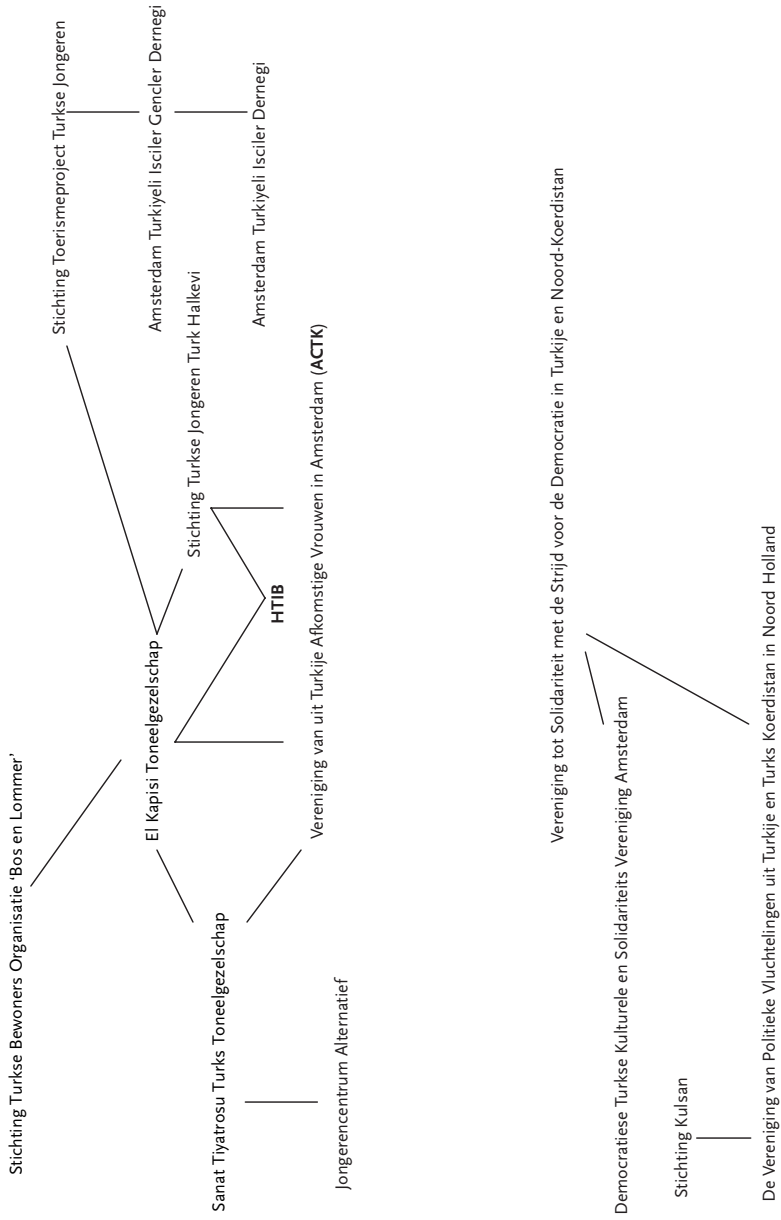 Stichting Turkse Bewoners Organisatie ‘Bos en Lommer’
Stichting Toerismeproject Turkse Jongeren
El Kapisi Toneelgezelschap
Amsterdam Turkiyeli Isciler Gencler Dernegi
Stichting Turkse Jongeren Turk Halkevi
Sanat Tiyatrosu Turks Toneelgezelschap
Amsterdam Turkiyeli Isciler Dernegi
HTIB
Vereniging van uit Turkije Afkomstige Vrouwen in Amsterdam (ACTK)
Jongerencentrum Alternatief
Vereniging tot Solidariteit met de Strijd voor de Democratie in Turkije en Noord-Koerdistan
Democratiese Turkse Kulturele en Solidariteits Vereniging Amsterdam
Stichting Kulsan
De Vereniging van Politieke Vluchtelingen uit Turkije en Turks Koerdistan in Noord Holland